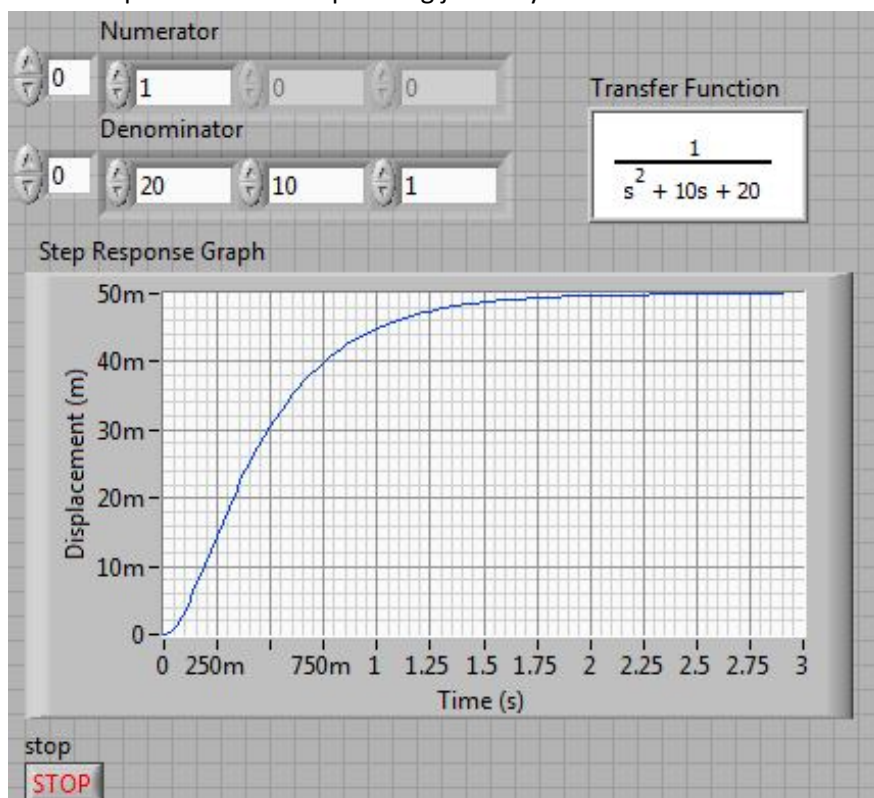 Numerator
0 1 0 0
Transfer Function
Denominator
0 20 10 1
1
s² + 10s + 20
Step Response Graph
50m
40m
30m
20m
10m
0
Displacement (m)
0 250m 750m 1 1.25 1.5 1.75 2 2.25 2.5 2.75 3
Time (s)
stop
STOP